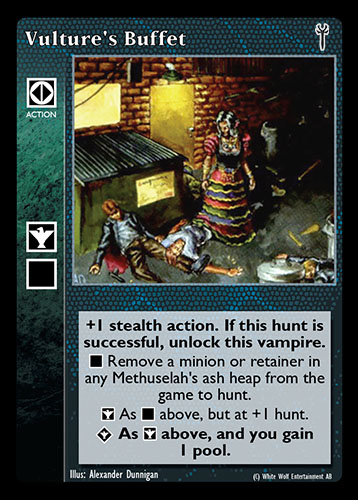 Vulture's Buffet
ACTION
+1 stealth action. If this hunt is
successful, unlock this vampire.
Remove a minion or retainer in
any Methuselah's ash heap from the
game to hunt.
As above, but at +1 hunt.
As above, and you gain
1 pool.
Illus: Alexander Dunnigan
(C) White Wolf Entertainment AB